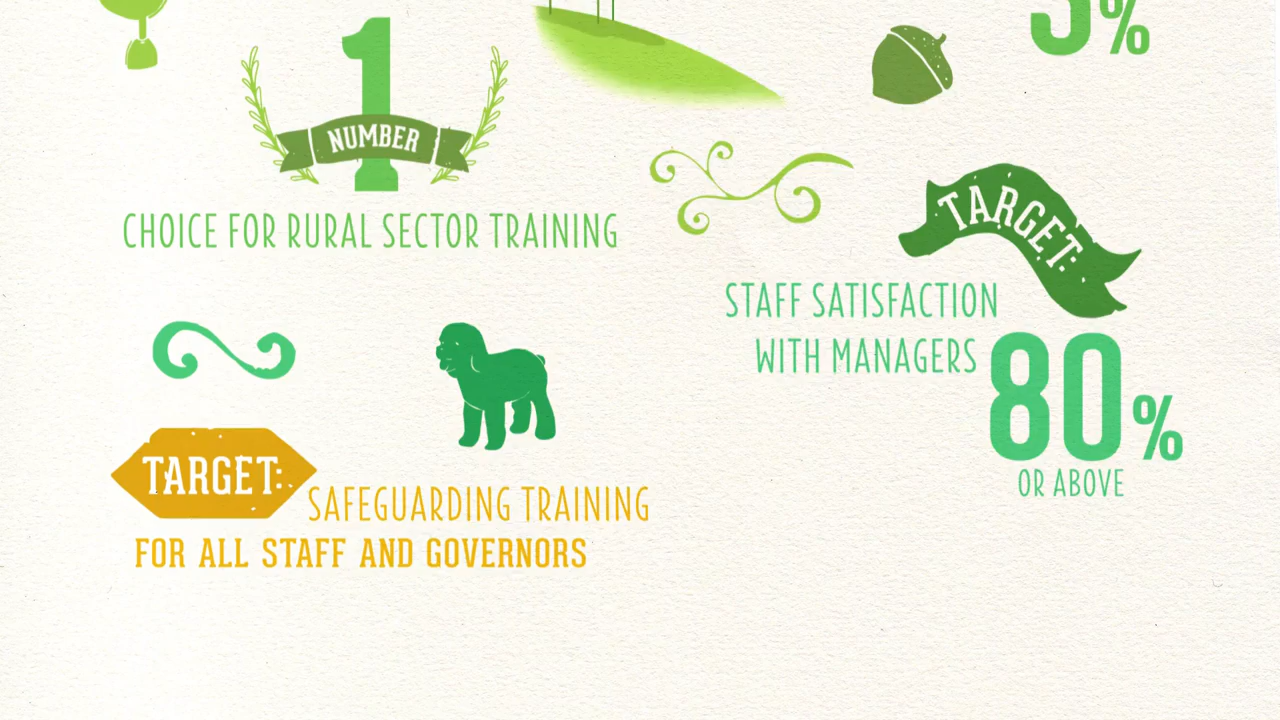 5%
1
NUMBER
CHOICE FOR RURAL SECTOR TRAINING
TARGET:
STAFF SATISFACTION
WITH MANAGERS
80%
OR ABOVE
TARGET:
SAFEGUARDING TRAINING
FOR ALL STAFF AND GOVERNORS